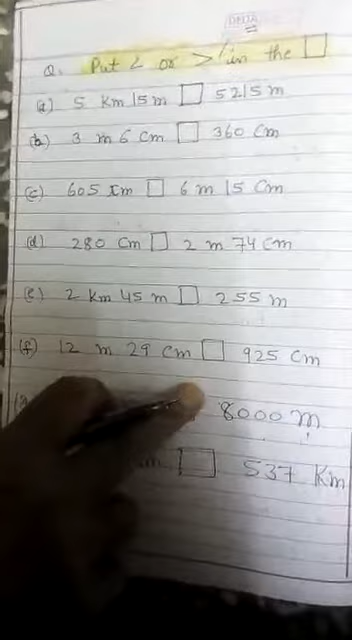 Q. Put < or > in the □
(a) 5 Km 15 m □ 5215 m
(b) 3 m 6 cm □ 360 cm
(c) 605 cm □ 6 m 15 cm
(d) 280 cm □ 2 m 74 cm
(e) 2 km 45 m □ 255 m
(f) 12 m 29 cm □ 925 cm
8000 m
□ 537 Km